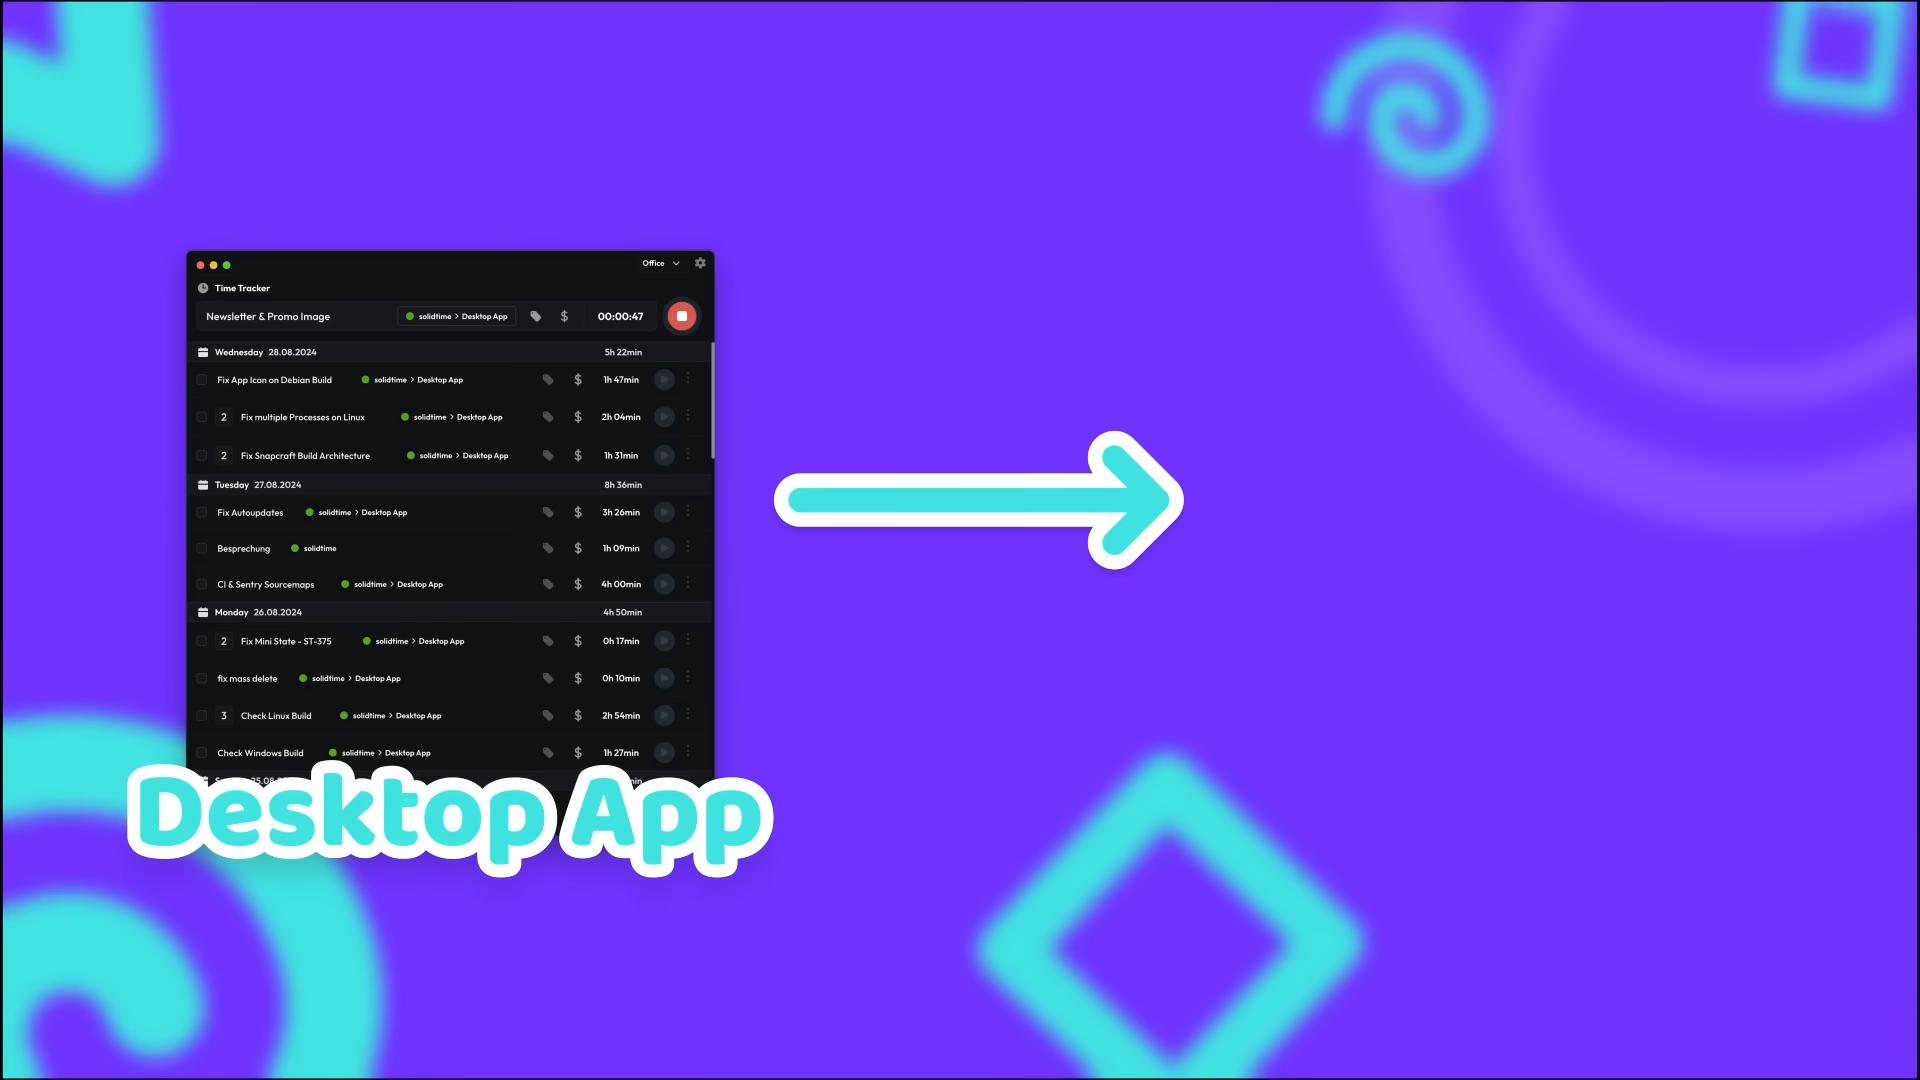 Office
Time Tracker
Newsletter & Promo Image solidtime > Desktop App $ 00:00:47
Wednesday 28.08.2024 5h 22min
Fix App Icon on Debian Build solidtime > Desktop App $ 1h 47min
2 Fix multiple Processes on Linux solidtime > Desktop App $ 2h 04min
2 Fix Snapcraft Build Architecture solidtime > Desktop App $ 1h 31min
Tuesday 27.08.2024 8h 36min
Fix Autoupdates solidtime > Desktop App $ 3h 26min
Besprechung solidtime $ 1h 09min
CI & Sentry Sourcemaps solidtime > Desktop App $ 4h 00min
Monday 26.08.2024 4h 50min
2 Fix Mini State - ST-375 solidtime > Desktop App $ 0h 17min
fix mass delete solidtime > Desktop App $ 0h 10min
3 Check Linux Build solidtime > Desktop App $ 2h 54min
Check Windows Build solidtime > Desktop App $ 1h 27min
Desktop App